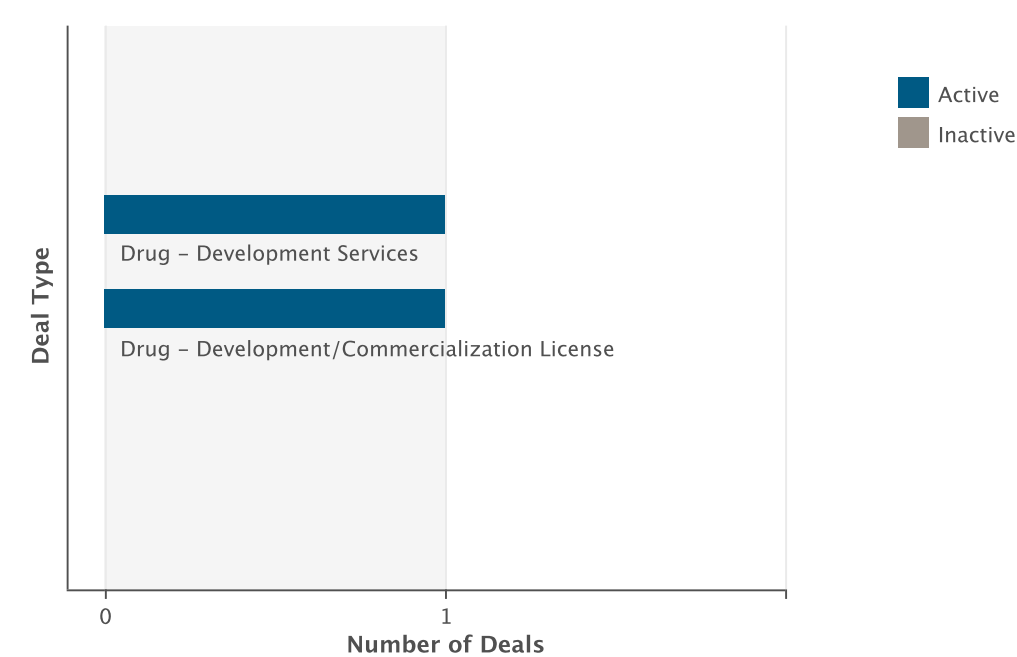 Active
Inactive
Deal Type
Drug – Development Services
Drug – Development/Commercialization License
0
1
Number of Deals